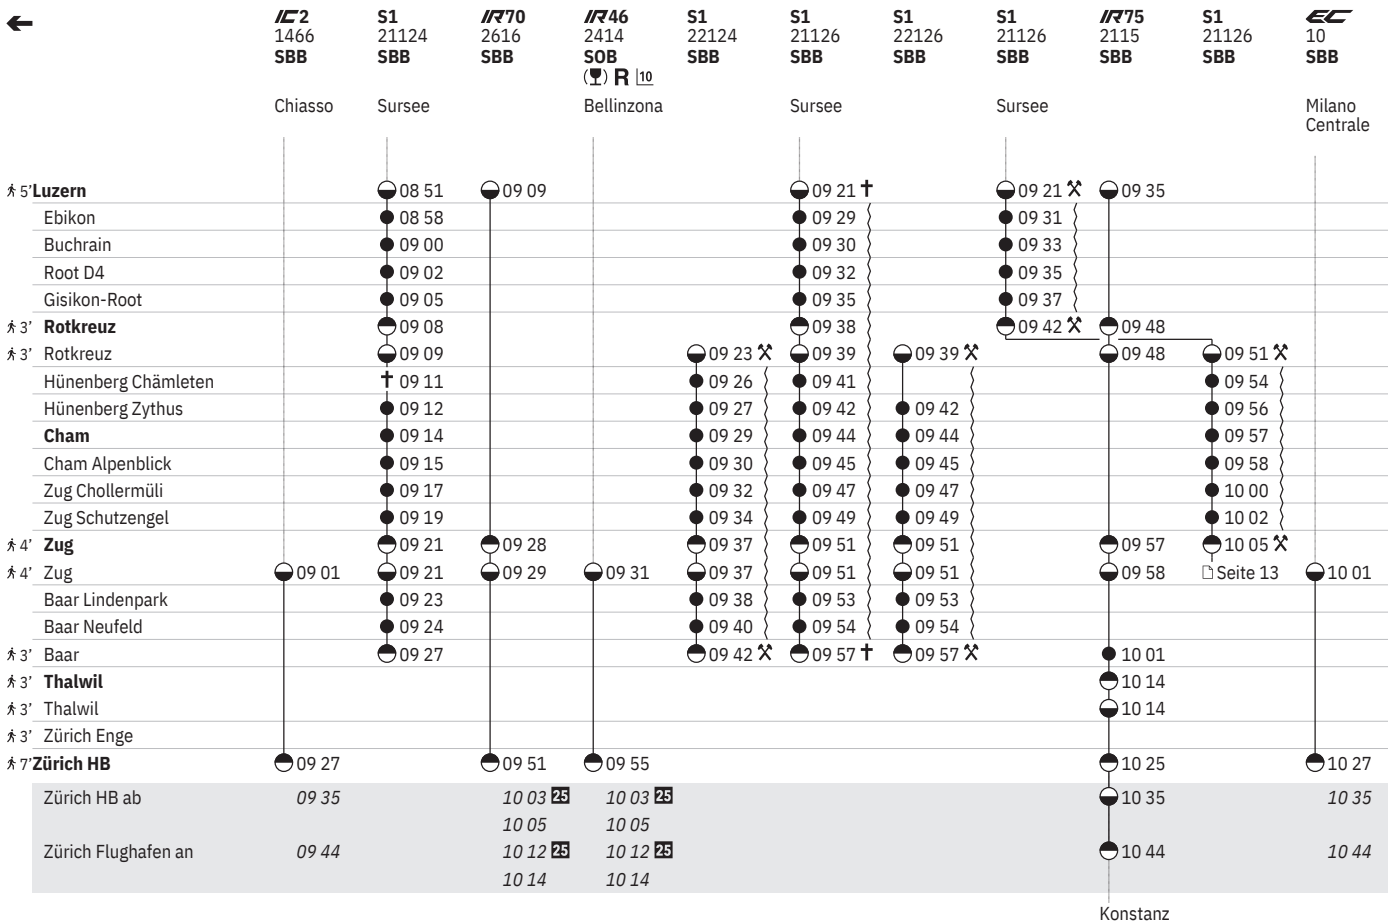 IC2 S1 IR70 IR46 S1 S1 S1 S1 IR75 S1 EC
1466 21124 2616 2414 22124 21126 22126 21126 2115 21126 10
SBB SBB SBB SOB SBB SBB SBB SBB SBB SBB SBB
R 10
Chiasso Sursee Bellinzona Sursee Sursee Milano
Centrale
5' Luzern 08 51 09 09 09 21 09 21 09 35
Ebikon 08 58 09 29 09 31
Buchrain 09 00 09 30 09 33
Root D4 09 02 09 32 09 35
Gisikon-Root 09 05 09 35 09 37
3' Rotkreuz 09 08 09 38 09 42 09 48
3' Rotkreuz 09 09 09 23 09 39 09 39 09 48 09 51
Hünenberg Chämleten 09 11 09 26 09 41 09 54
Hünenberg Zythus 09 12 09 27 09 42 09 42 09 56
Cham 09 14 09 29 09 44 09 44 09 57
Cham Alpenblick 09 15 09 30 09 45 09 45 09 58
Zug Chollermüli 09 17 09 32 09 47 09 47 10 00
Zug Schutzengel 09 19 09 34 09 49 09 49 10 02
4' Zug 09 21 09 28 09 37 09 51 09 51 09 57 10 05
4' Zug 09 01 09 21 09 29 09 31 09 37 09 51 09 51 09 58 Seite 13 10 01
Baar Lindenpark 09 23 09 38 09 53 09 53
Baar Neufeld 09 24 09 40 09 54 09 54
3' Baar 09 27 09 42 09 57 09 57 10 01
3' Thalwil 10 14
3' Thalwil 10 14
3' Zürich Enge
7' Zürich HB 09 27 09 51 09 55 10 25 10 27
Zürich HB ab 09 35 10 03 25 10 03 25 10 35 10 35
10 05 10 05
Zürich Flughafen an 09 44 10 12 25 10 12 25 10 44 10 44
10 14 10 14
Konstanz